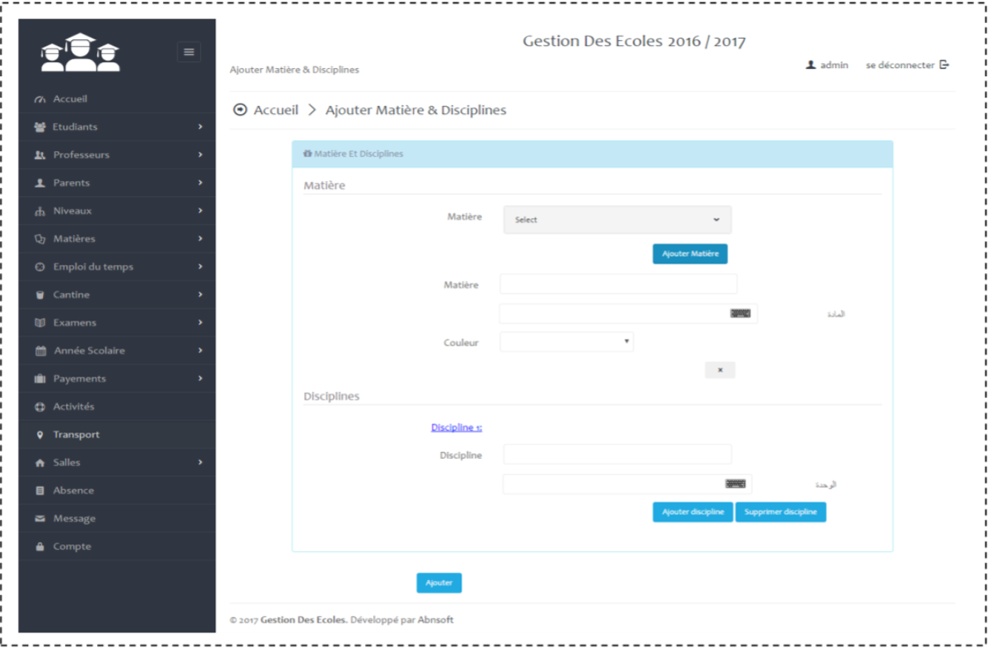 Gestion Des Ecoles 2016 / 2017
Ajouter Matière & Disciplines
admin se déconnecter
Accueil
Etudiants
Professeurs
Parents
Niveaux
Matières
Emploi du temps
Cantine
Examens
Année Scolaire
Payements
Activités
Transport
Salles
Absence
Message
Compte
Accueil > Ajouter Matière & Disciplines
Matière Et Disciplines
Matière
Matière Select
Ajouter Matière
Matière
المادة
Couleur
×
Disciplines
Discipline 1:
Discipline
الوحدة
Ajouter discipline Supprimer discipline
Ajouter
© 2017 Gestion Des Ecoles. Développé par Abnsoft